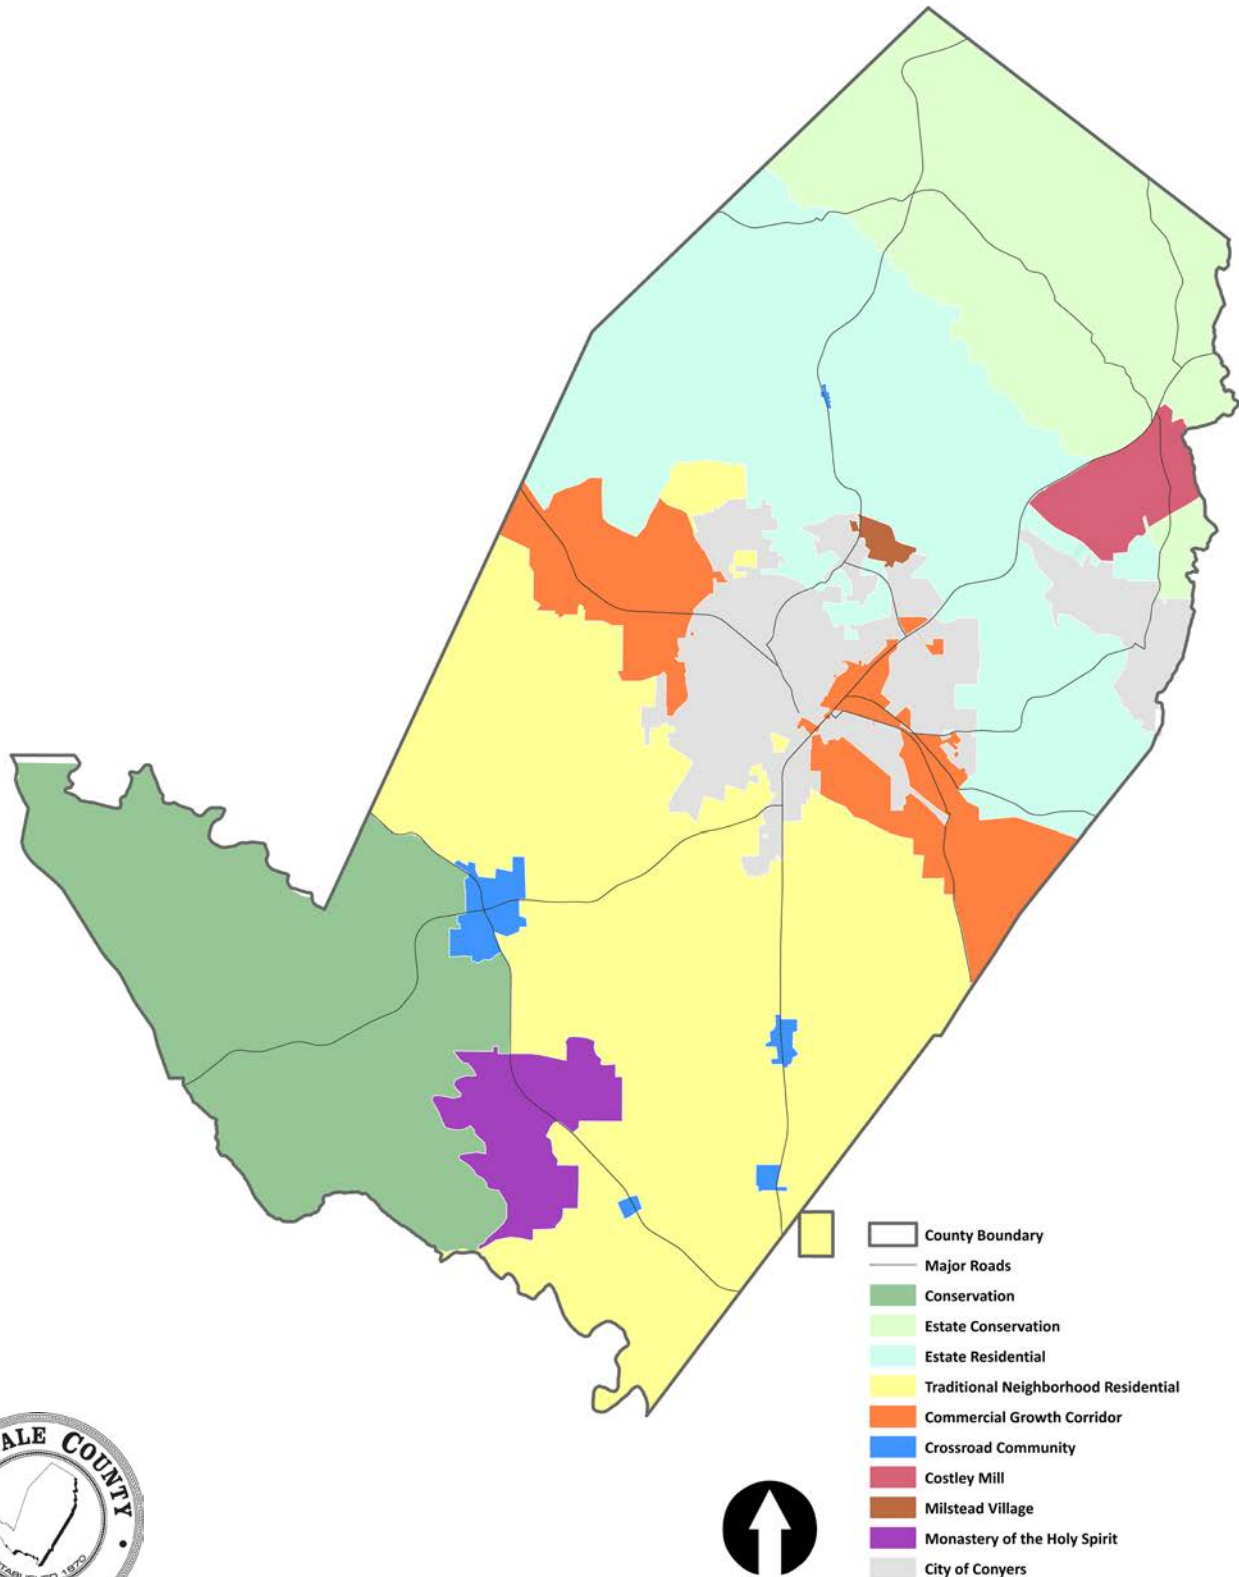 County Boundary
Major Roads
Conservation
Estate Conservation
Estate Residential
Traditional Neighborhood Residential
Commercial Growth Corridor
Crossroad Community
Costley Mill
Milstead Village
Monastery of the Holy Spirit
City of Conyers
ALE COUNTY
1870